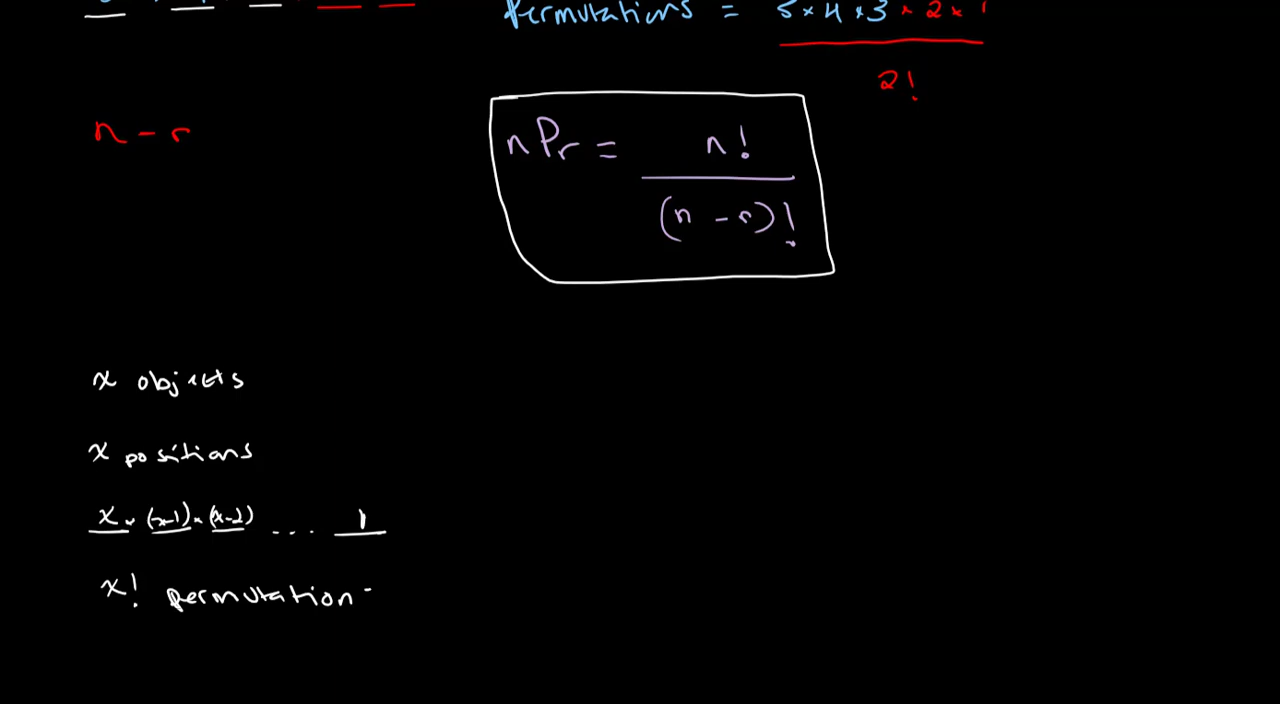 Permutations = 5 × 4 × 3 × 2 × 1
2!
n - r
nPr = n!
(n - r)!
x objects
x positions
x × (x-1) × (x-2) ... 1
x! permutation